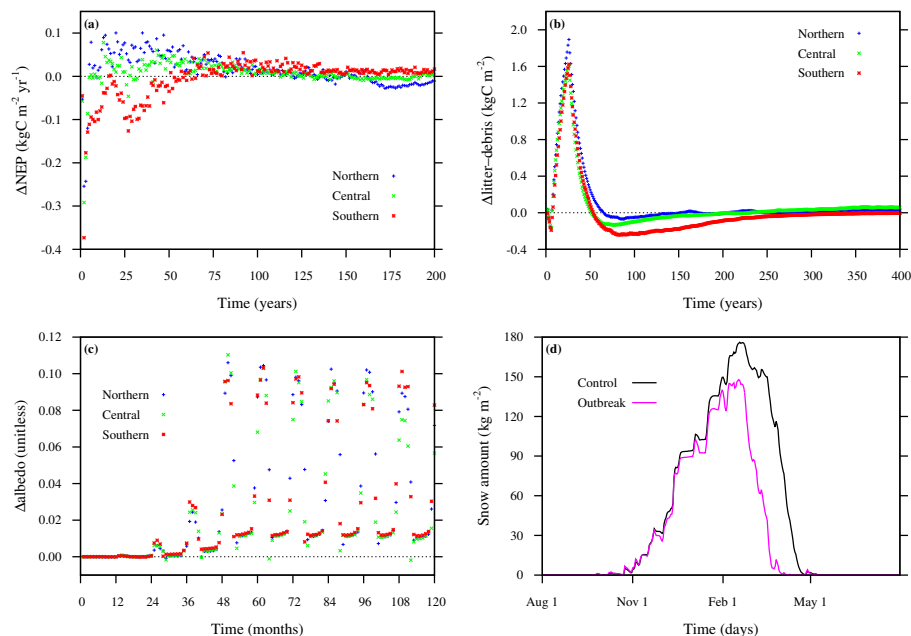 (a)
0.1
0.0
-0.1
-0.2
-0.3
-0.4
ΔNEP (kgC m⁻² yr⁻¹)
Northern
Central
Southern
0 25 50 75 100 125 150 175 200
Time (years)
(b)
2.0
1.6
1.2
0.8
0.4
0.0
-0.4
Δlitter–debris (kgC m⁻²)
Northern
Central
Southern
0 50 100 150 200 250 300 350 400
Time (years)
(c)
0.12
0.10
0.08
0.06
0.04
0.02
0.00
Δalbedo (unitless)
Northern
Central
Southern
0 12 24 36 48 60 72 84 96 108 120
Time (months)
(d)
180
150
120
90
60
30
0
Snow amount (kg m⁻²)
Control
Outbreak
Aug 1 Nov 1 Feb 1 May 1
Time (days)